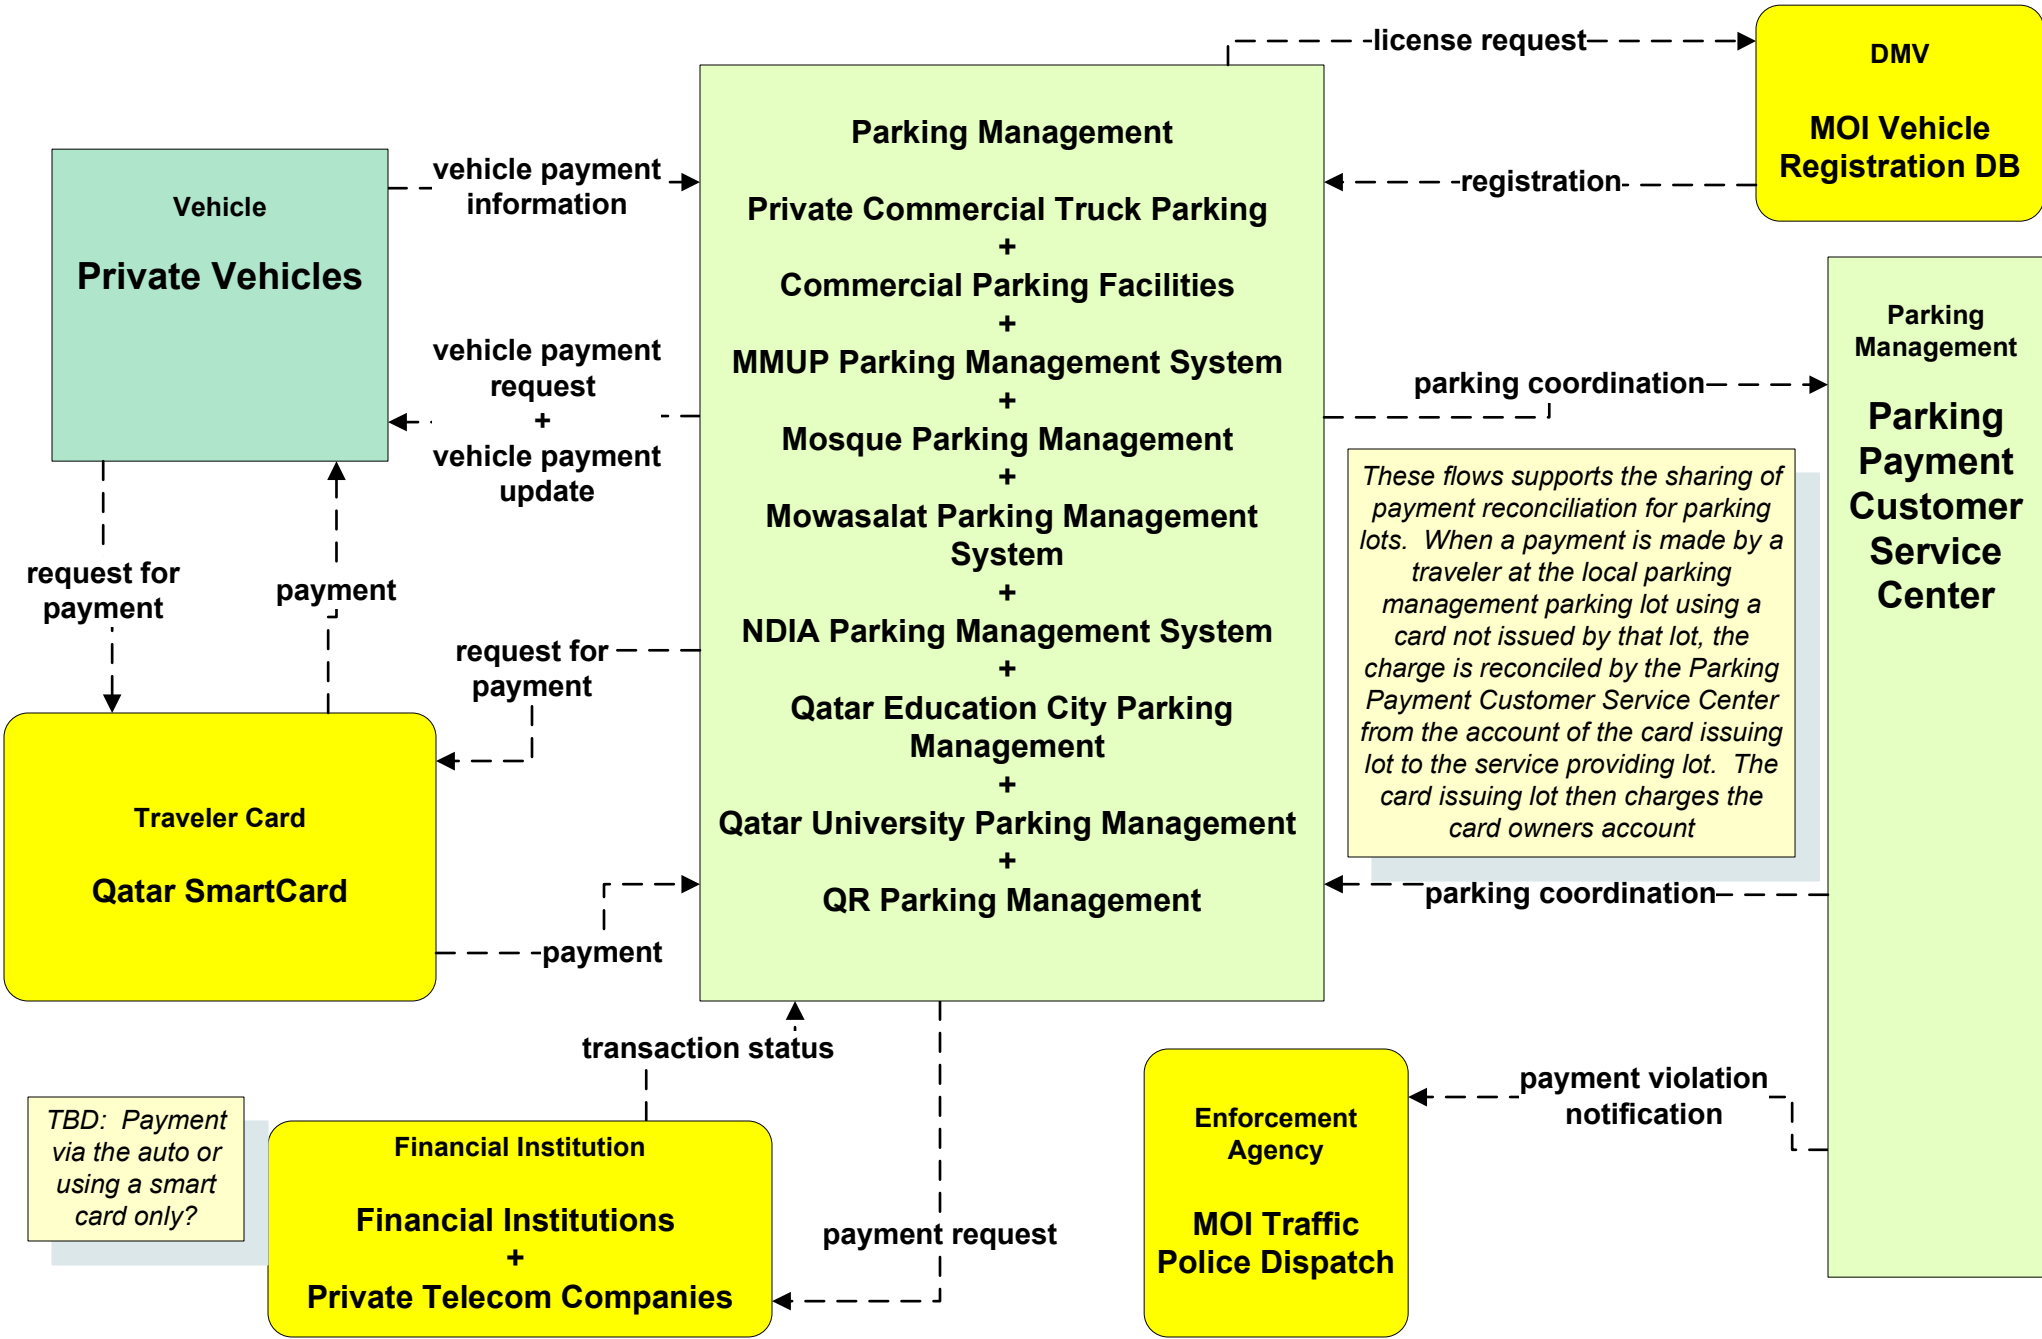 license request
DMV
MOI Vehicle
Registration DB
registration
Vehicle
Private Vehicles
vehicle payment
information
vehicle payment
request
+
vehicle payment
update
request for
payment
payment
Parking Management
Private Commercial Truck Parking
+
Commercial Parking Facilities
+
MMUP Parking Management System
+
Mosque Parking Management
+
Mowasalat Parking Management
System
+
NDIA Parking Management System
+
Qatar Education City Parking
Management
+
Qatar University Parking Management
+
QR Parking Management
parking coordination
Parking
Management
Parking
Payment
Customer
Service
Center
These flows supports the sharing of
payment reconciliation for parking
lots.  When a payment is made by a
traveler at the local parking
management parking lot using a
card not issued by that lot, the
charge is reconciled by the Parking
Payment Customer Service Center
from the account of the card issuing
lot to the service providing lot.  The
card issuing lot then charges the
card owners account
parking coordination
request for
payment
Traveler Card
Qatar SmartCard
payment
transaction status
TBD:  Payment
via the auto or
using a smart
card only?
Financial Institution
Financial Institutions
+
Private Telecom Companies
payment request
Enforcement
Agency
MOI Traffic
Police Dispatch
payment violation
notification